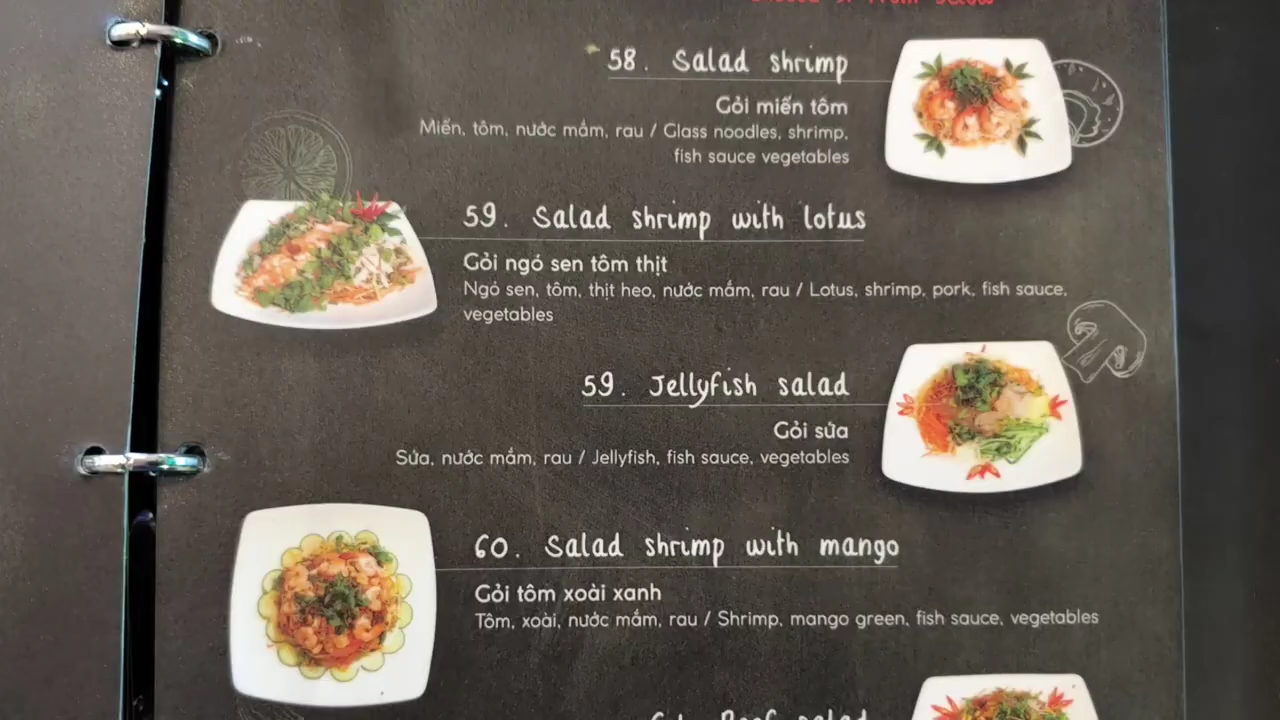 58. Salad shrimp
Gỏi miến tôm
Miến, tôm, nước mắm, rau / Glass noodles, shrimp,
fish sauce vegetables
59. Salad shrimp with lotus
Gỏi ngó sen tôm thịt
Ngó sen, tôm, thịt heo, nước mắm, rau / Lotus, shrimp, pork, fish sauce,
vegetables
59. Jellyfish salad
Gỏi sứa
Sứa, nước mắm, rau / Jellyfish, fish sauce, vegetables
60. Salad shrimp with mango
Gỏi tôm xoài xanh
Tôm, xoài, nước mắm, rau / Shrimp, mango green, fish sauce, vegetables
61. Beef salad